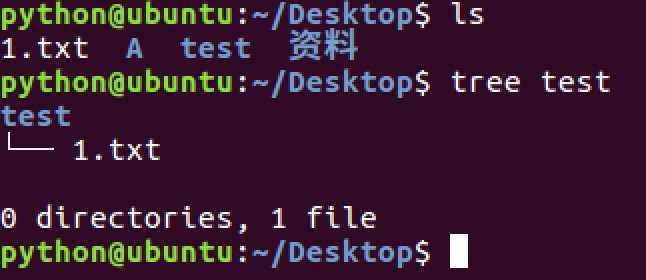 python@ubuntu:~/Desktop$ ls
1.txt  A  test  资料
python@ubuntu:~/Desktop$ tree test
test
└── 1.txt
0 directories, 1 file
python@ubuntu:~/Desktop$